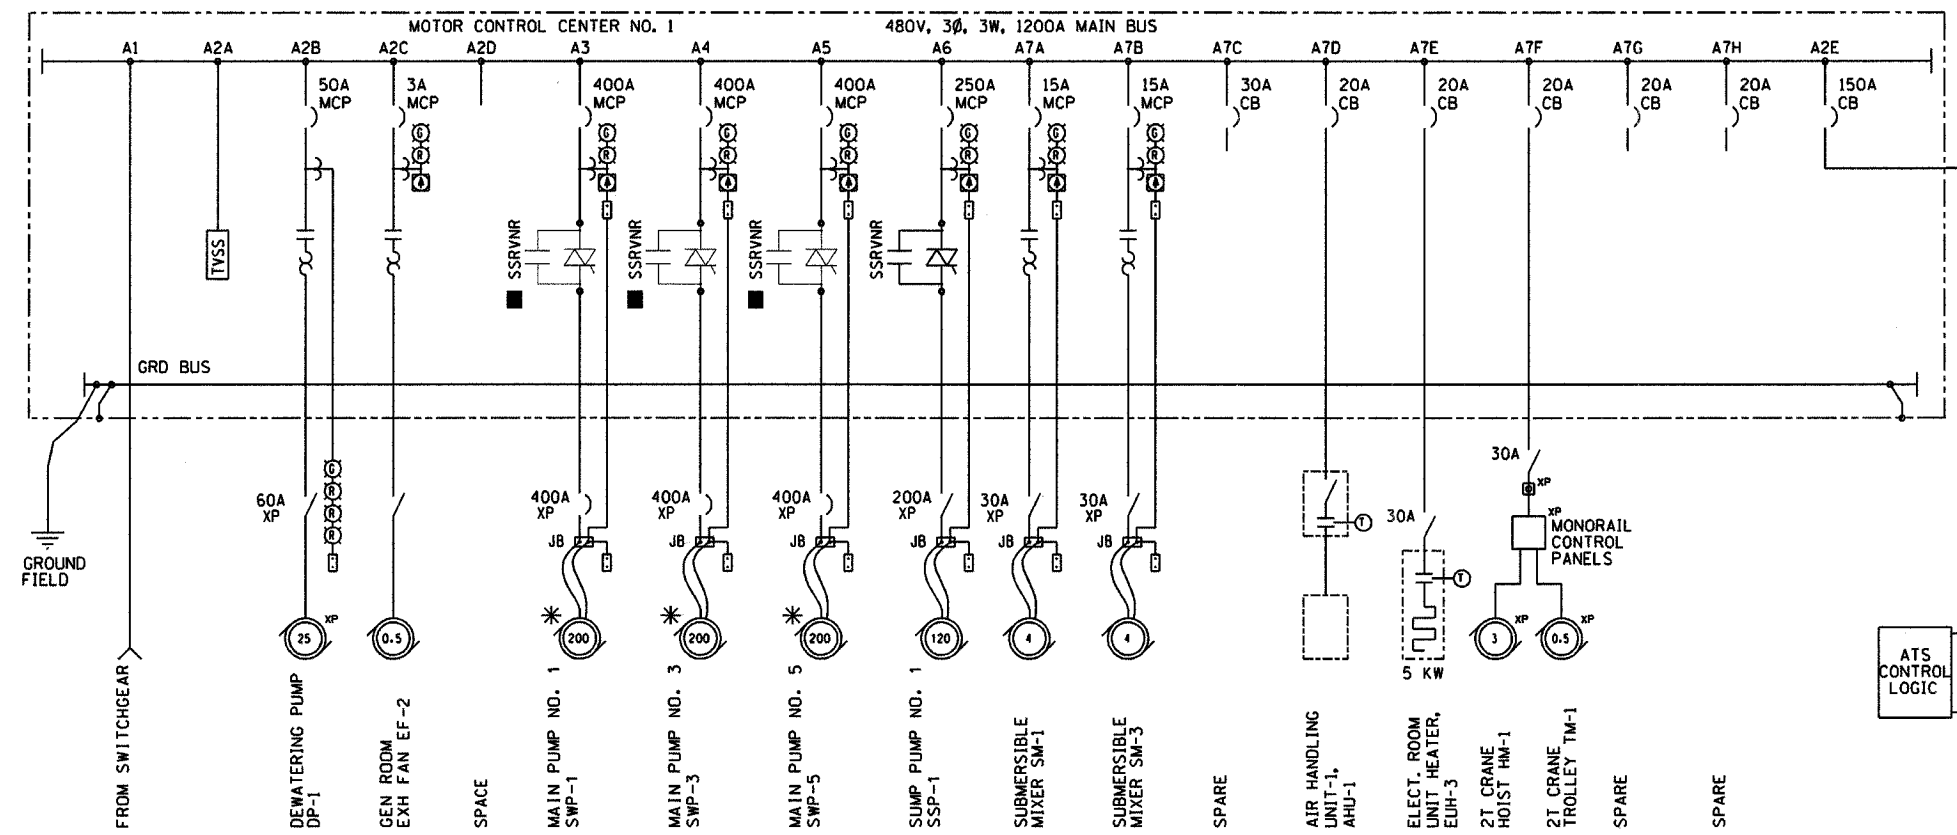 MOTOR CONTROL CENTER NO. 1
480V, 3Ø, 3W, 1200A MAIN BUS
A1
A2A
A2B
A2C
A2D
A3
A4
A5
A6
A7A
A7B
A7C
A7D
A7E
A7F
A7G
A7H
A2E
50A
MCP
3A
MCP
400A
MCP
400A
MCP
400A
MCP
250A
MCP
15A
MCP
15A
MCP
30A
CB
20A
CB
20A
CB
20A
CB
20A
CB
20A
CB
150A
CB
G
R
G
R
G
R
G
R
G
R
G
R
G
R
TVSS
SSRVNR
SSRVNR
SSRVNR
SSRVNR
GRD BUS
GROUND
FIELD
60A
XP
G
R
R
R
400A
XP
400A
XP
400A
XP
200A
XP
30A
XP
30A
XP
JB
JB
JB
JB
JB
JB
T
30A
T
5 KW
30A
XP
XP
MONORAIL
CONTROL
PANELS
25
XP
0.5
200
200
200
120
4
4
3
XP
0.5
XP
ATS
CONTROL
LOGIC
FROM SWITCHGEAR
DEWATERING PUMP
DP-1
GEN ROOM
EXH FAN EF-2
SPACE
MAIN PUMP NO. 1
SWP-1
MAIN PUMP NO. 3
SWP-3
MAIN PUMP NO. 5
SWP-5
SUMP PUMP NO. 1
SSP-1
SUBMERSIBLE
MIXER SM-1
SUBMERSIBLE
MIXER SM-3
SPARE
AIR HANDLING
UNIT-1,
AHU-1
ELECT. ROOM
UNIT HEATER,
EUH-3
2T CRANE
HOIST HM-1
2T CRANE
TROLLEY TM-1
SPARE
SPARE